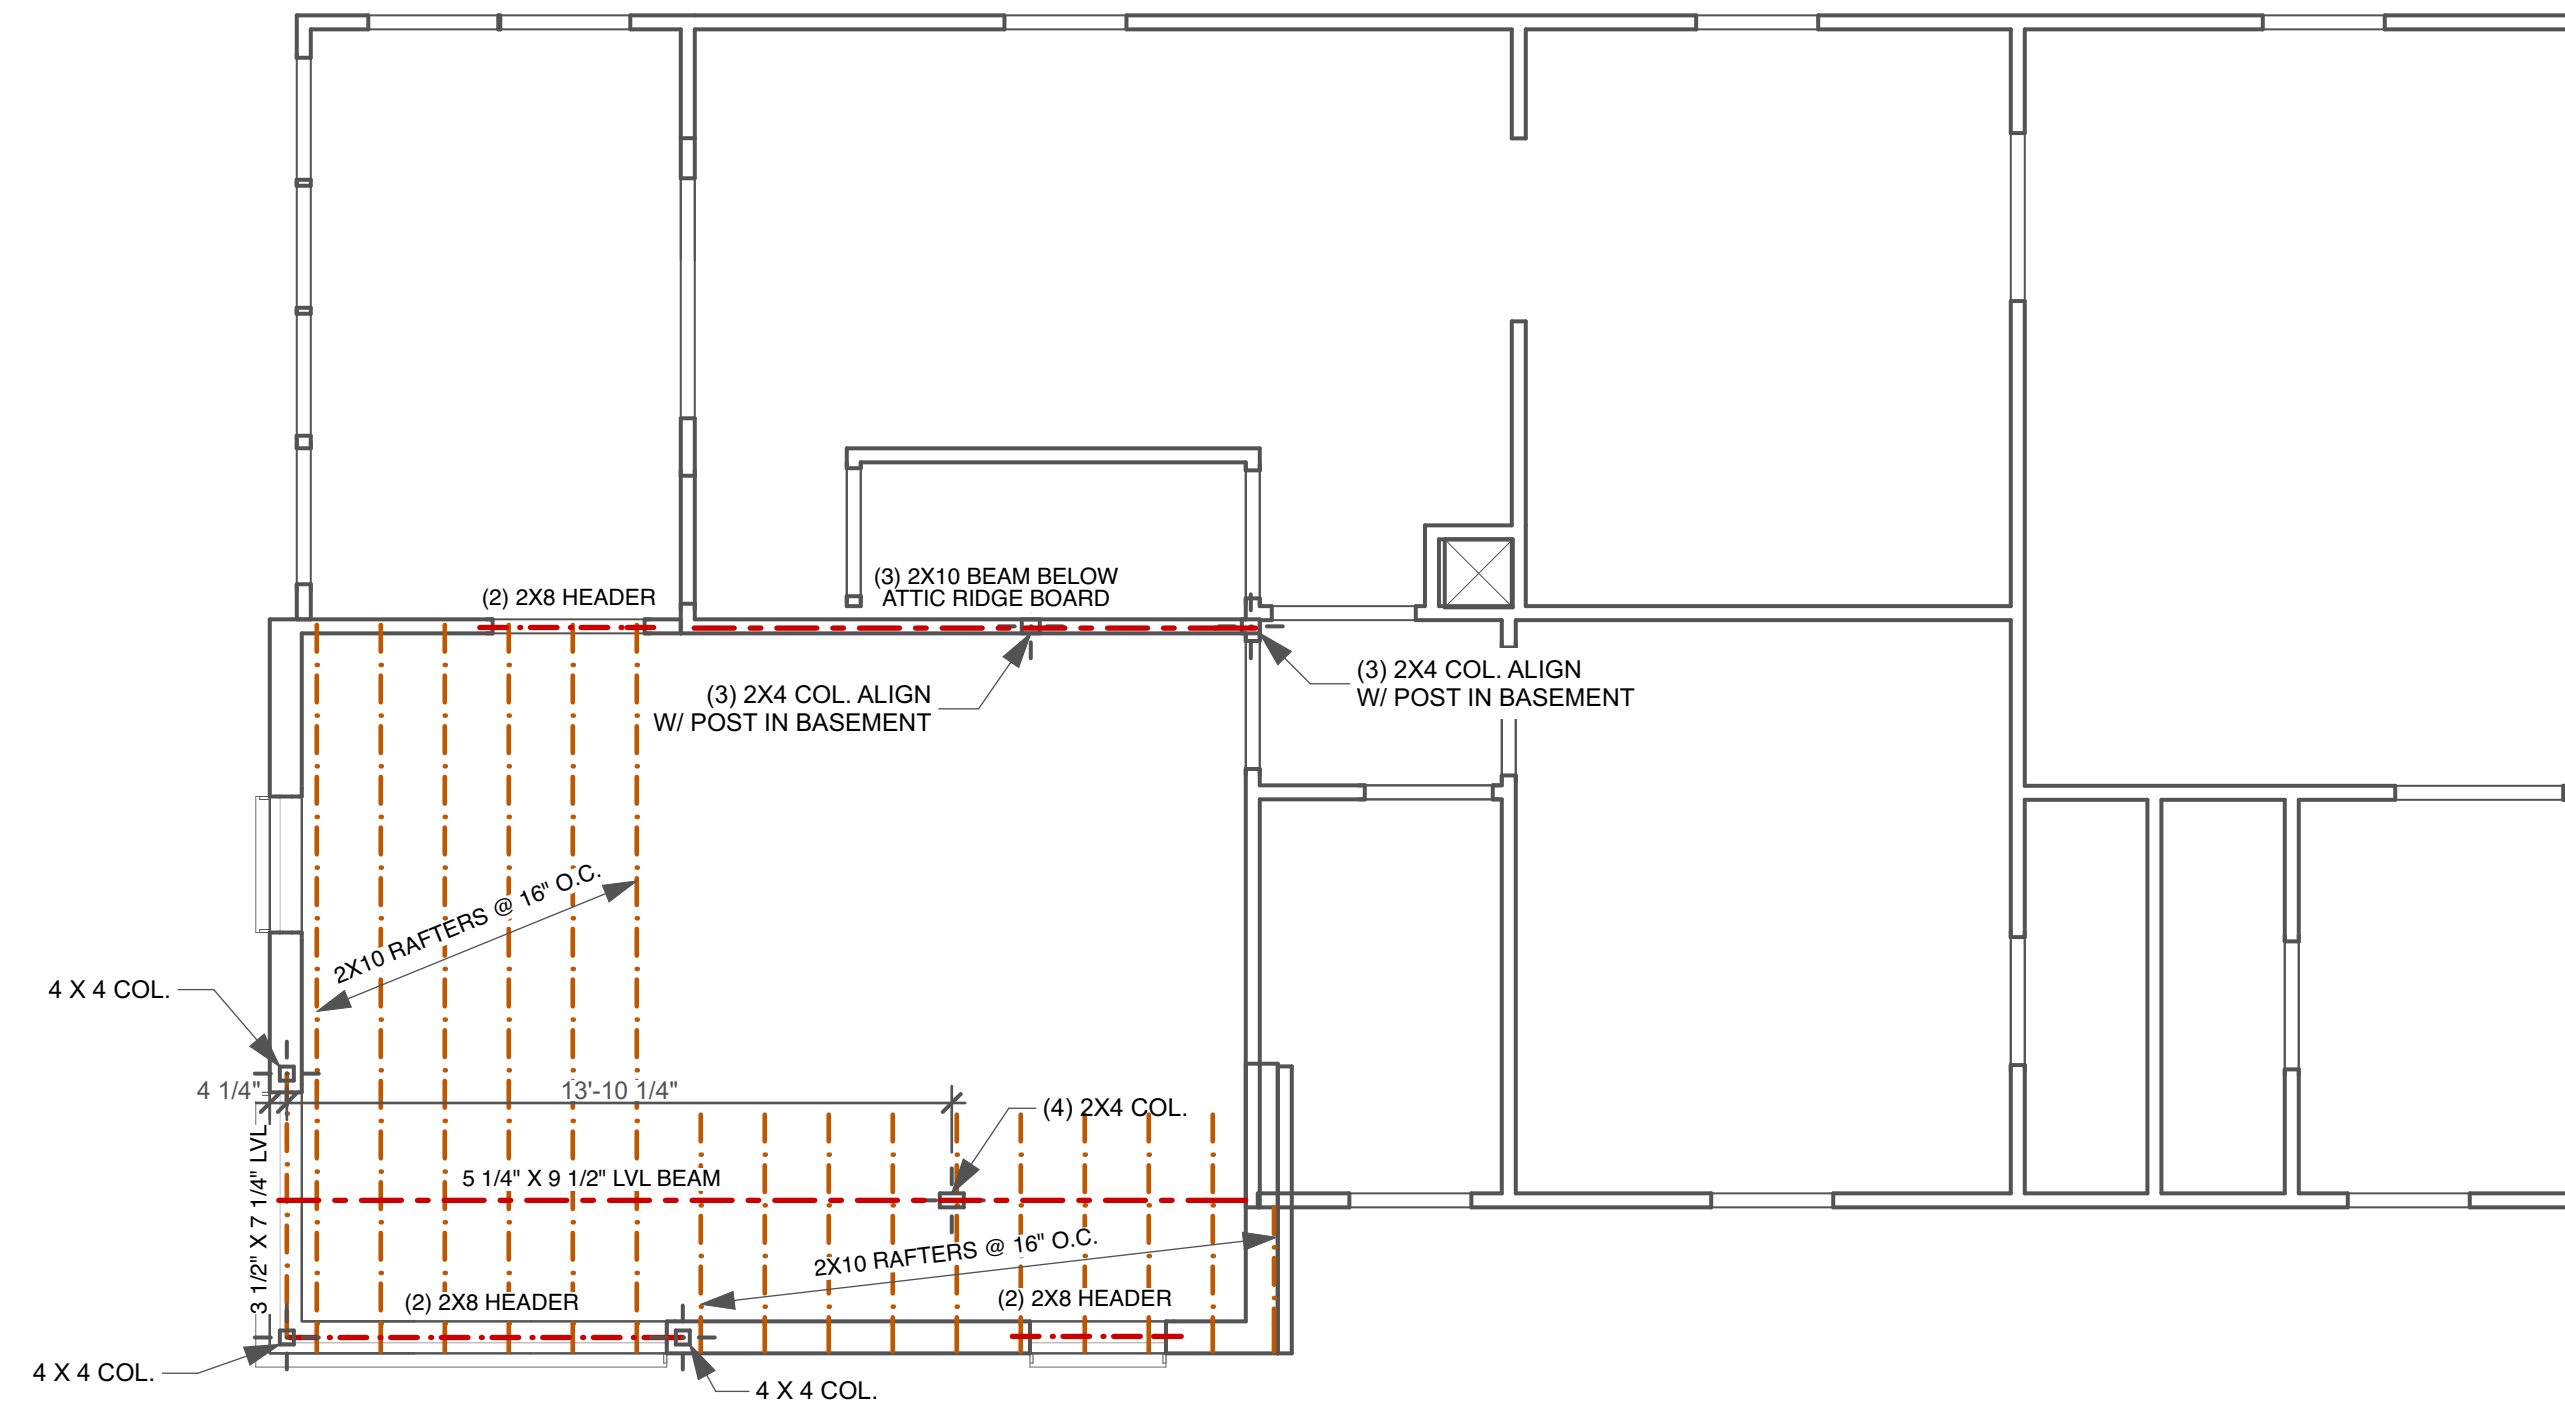 (3) 2X10 BEAM BELOW
ATTIC RIDGE BOARD
(2) 2X8 HEADER
(3) 2X4 COL. ALIGN
W/ POST IN BASEMENT
(3) 2X4 COL. ALIGN
W/ POST IN BASEMENT
2X10 RAFTERS @ 16" O.C.
4 X 4 COL.
4 1/4"
13'-10 1/4"
(4) 2X4 COL.
3 1/2" X 7 1/4" LVL
5 1/4" X 9 1/2" LVL BEAM
2X10 RAFTERS @ 16" O.C.
(2) 2X8 HEADER
(2) 2X8 HEADER
4 X 4 COL.
4 X 4 COL.